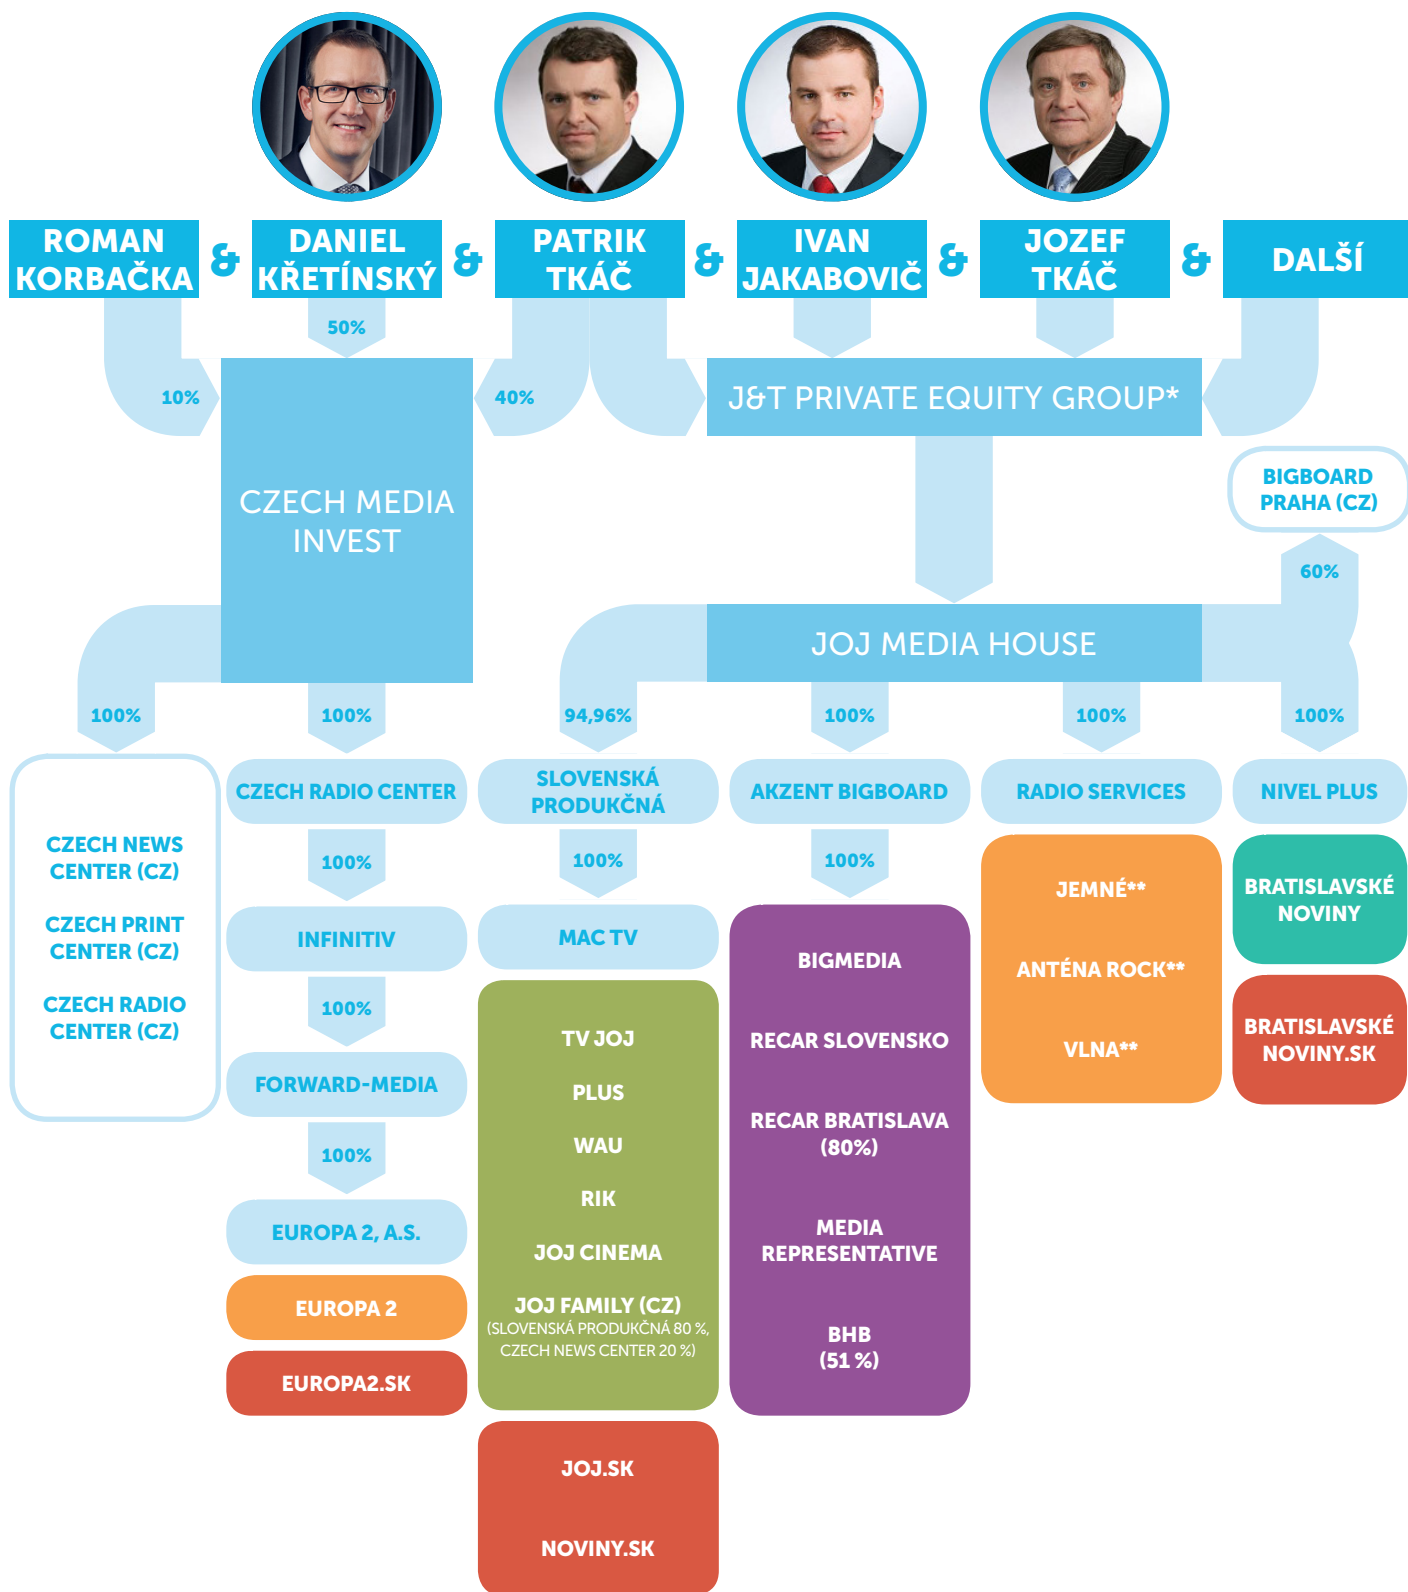 ROMAN
KORBAČKA
&
DANIEL
KŘETÍNSKÝ
&
PATRIK
TKÁČ
&
IVAN
JAKABOVIČ
&
JOZEF
TKÁČ
&
DALŠÍ
50%
10%
40%
CZECH MEDIA
INVEST
J&T PRIVATE EQUITY GROUP*
BIGBOARD
PRAHA (CZ)
60%
JOJ MEDIA HOUSE
100%
100%
94,96%
100%
100%
100%
CZECH NEWS
CENTER (CZ)
CZECH PRINT
CENTER (CZ)
CZECH RADIO
CENTER (CZ)
CZECH RADIO CENTER
100%
INFINITIV
100%
FORWARD-MEDIA
100%
EUROPA 2, A.S.
EUROPA 2
EUROPA2.SK
SLOVENSKÁ
PRODUKČNÁ
100%
MAC TV
TV JOJ
PLUS
WAU
RIK
JOJ CINEMA
JOJ FAMILY (CZ)
(SLOVENSKÁ PRODUKČNÁ 80 %,
CZECH NEWS CENTER 20 %)
JOJ.SK
NOVINY.SK
AKZENT BIGBOARD
100%
BIGMEDIA
RECAR SLOVENSKO
RECAR BRATISLAVA
(80%)
MEDIA
REPRESENTATIVE
BHB
(51 %)
RADIO SERVICES
JEMNÉ**
ANTÉNA ROCK**
VLNA**
NIVEL PLUS
BRATISLAVSKÉ
NOVINY
BRATISLAVSKÉ
NOVINY.SK